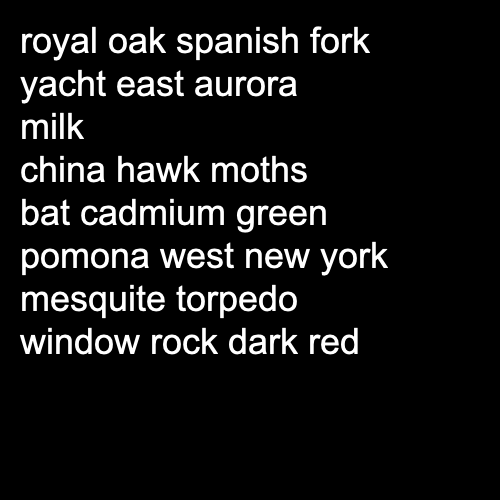 royal oak spanish fork
yacht east aurora
milk
china hawk moths
bat cadmium green
pomona west new york
mesquite torpedo
window rock dark red